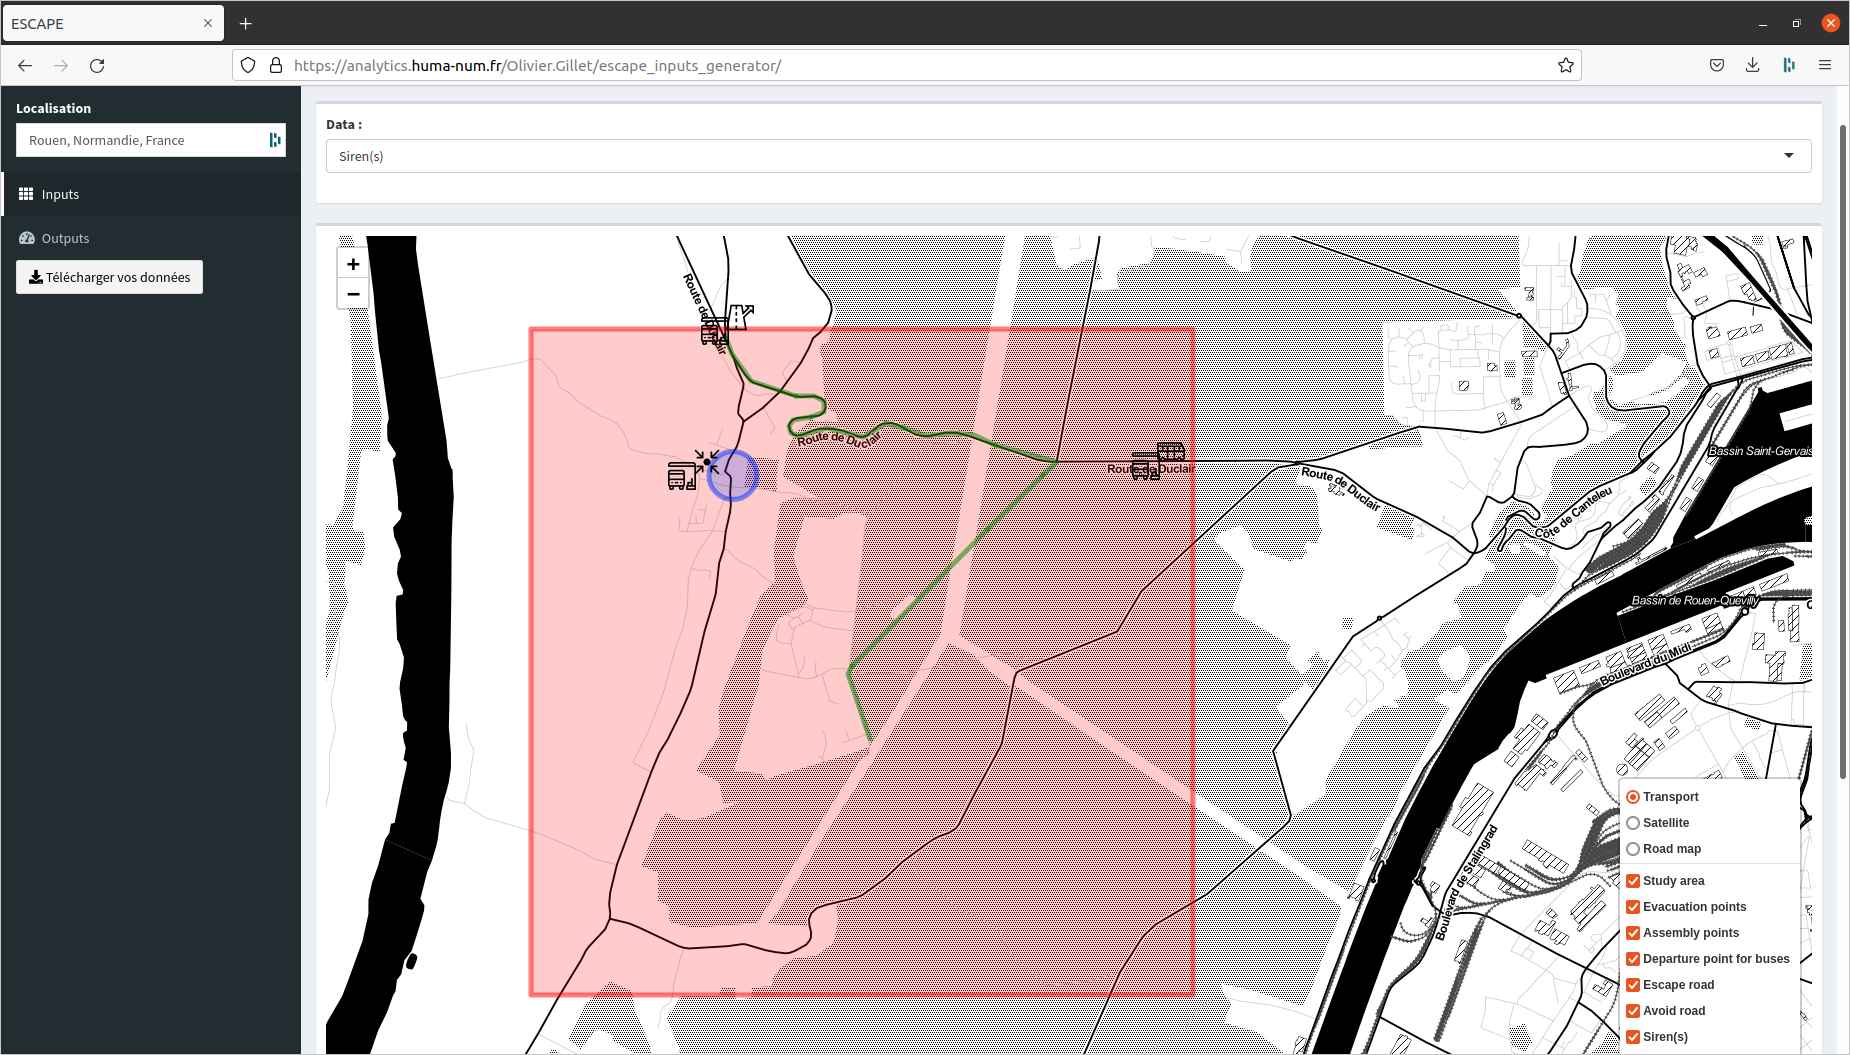 ESCAPE
https://analytics.huma-num.fr/Olivier.Gillet/escape_inputs_generator/
Localisation
Rouen, Normandie, France
Inputs
Outputs
Télécharger vos données
Data :
Siren(s)
+
−
Route de Duclair
Route de Duclair
Route de Duclair
Route de Duclair
Côte de Canteleu
Bassin Saint-Gervais
Bassin de Rouen-Quevilly
Boulevard du Midi
Boulevard de Stalingrad
Transport
Satellite
Road map
Study area
Evacuation points
Assembly points
Departure point for buses
Escape road
Avoid road
Siren(s)